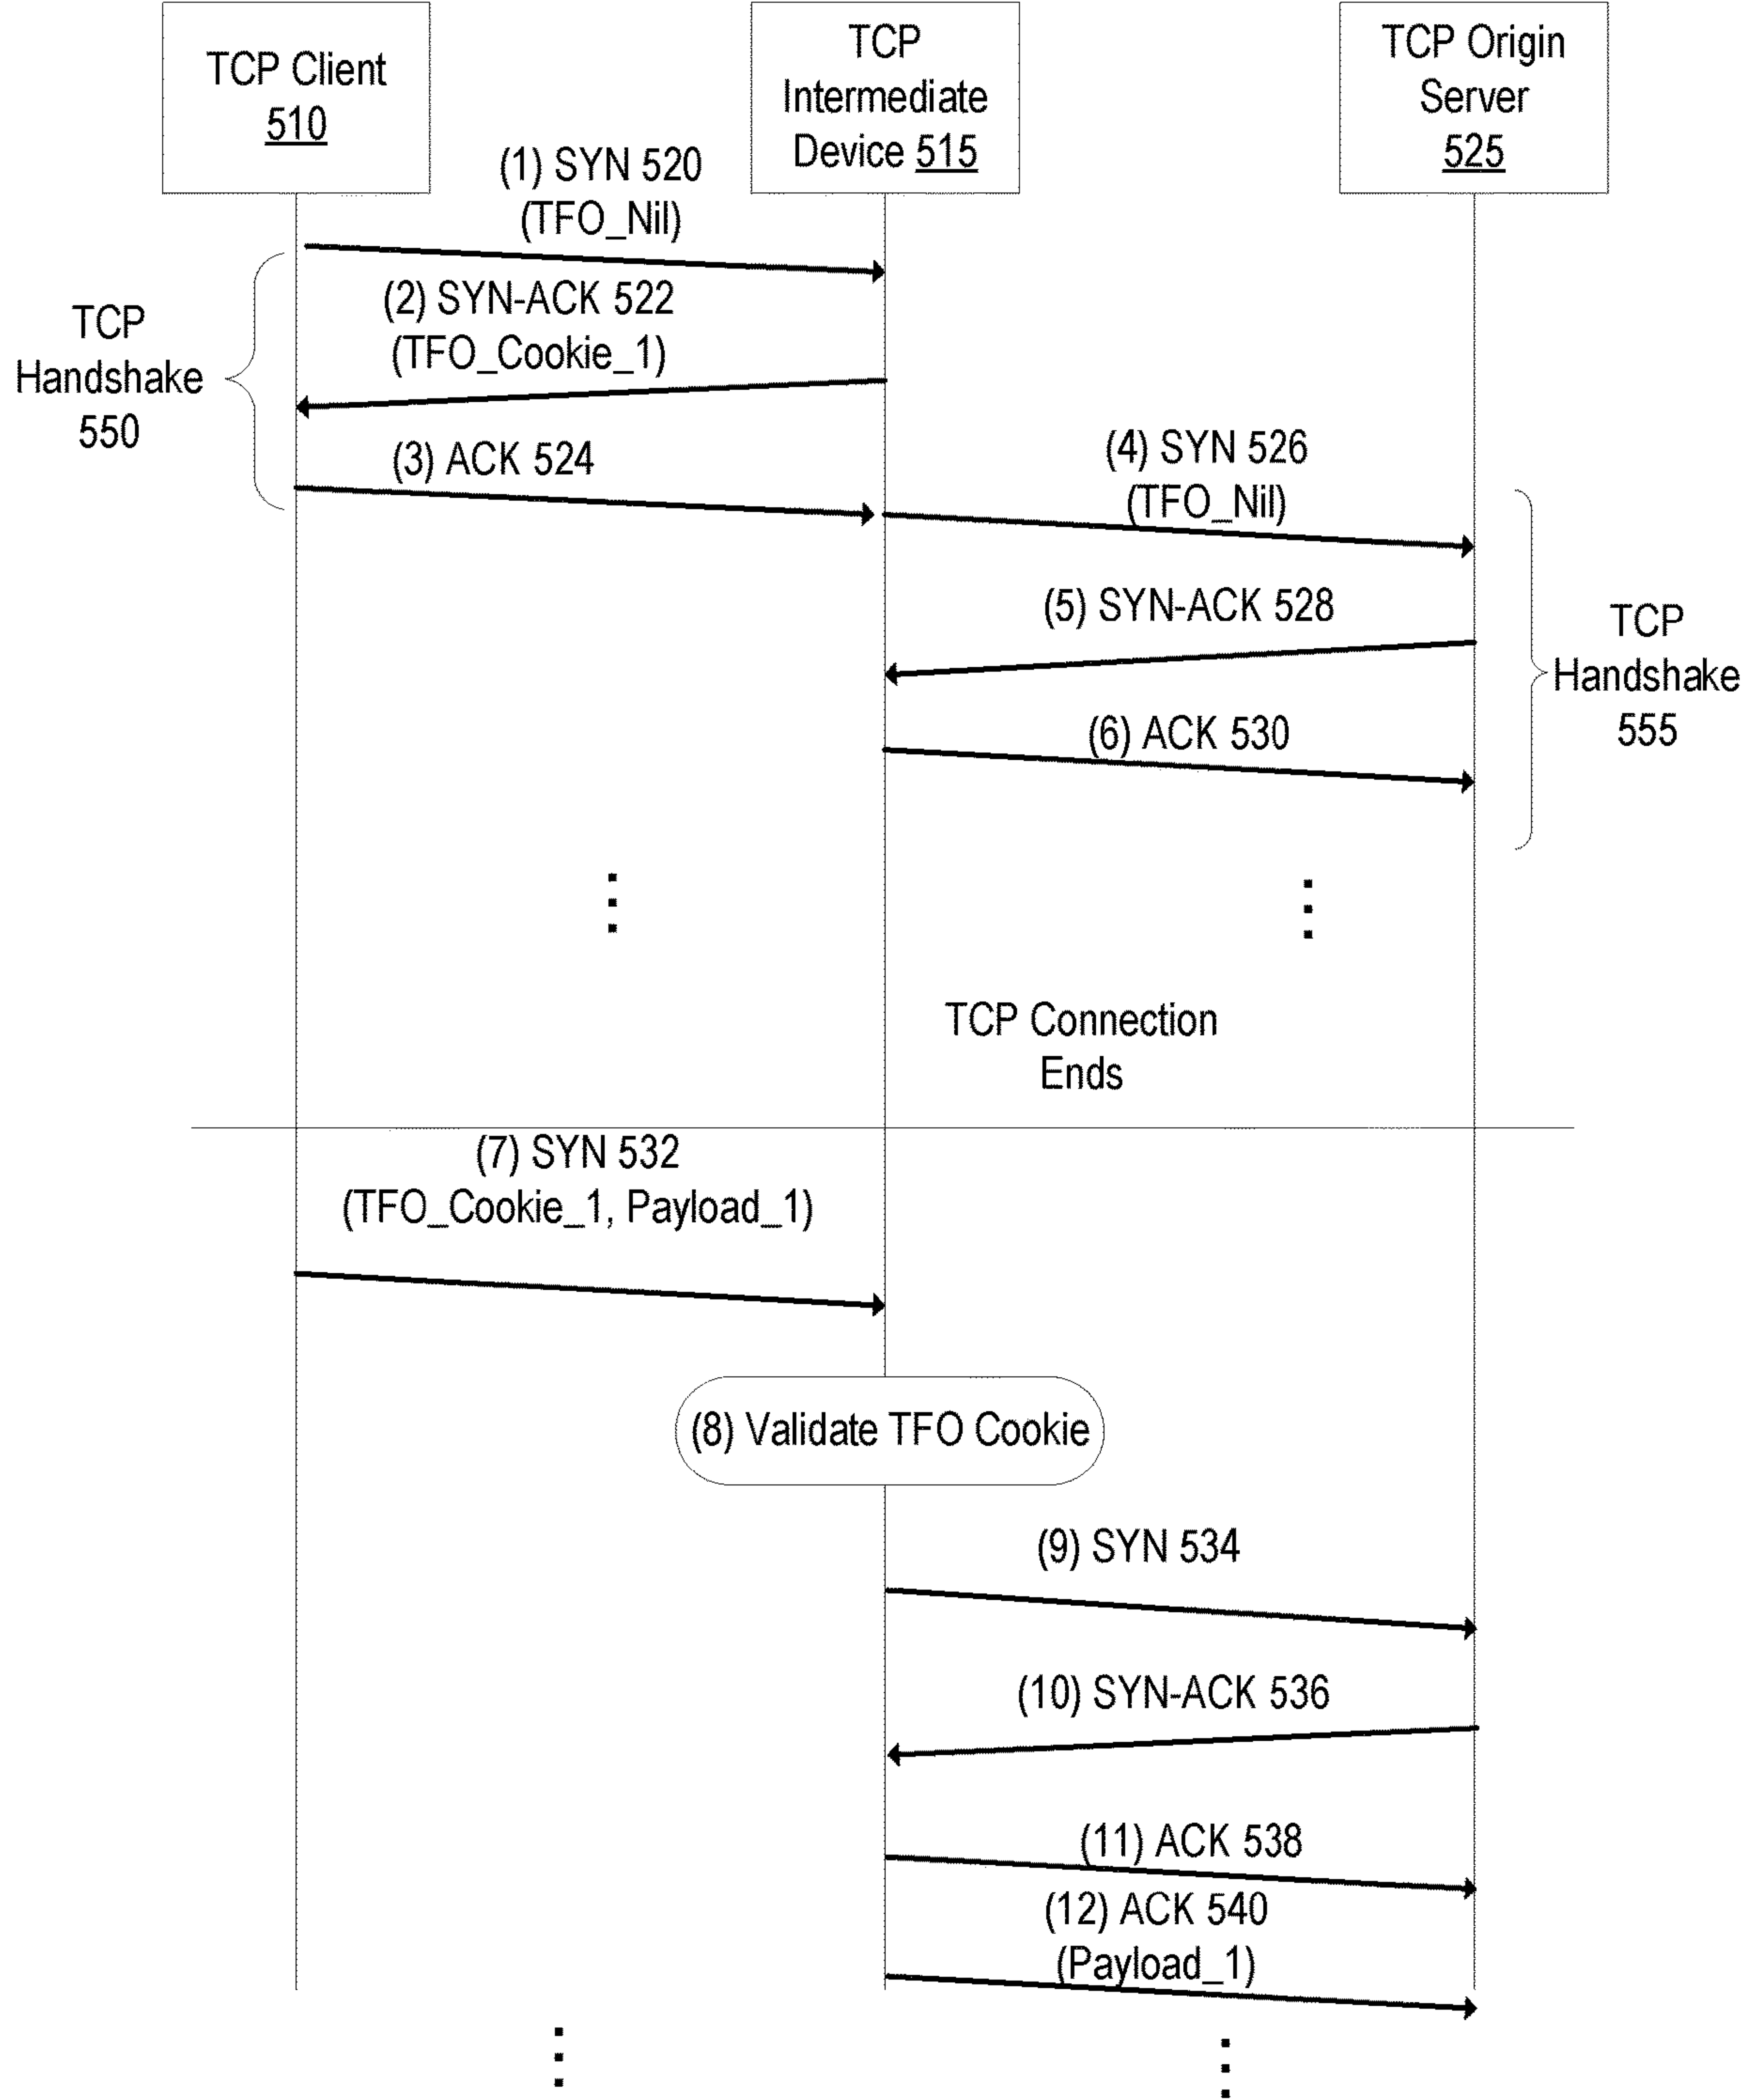 TCP Client
510
TCP
Intermediate
Device 515
TCP Origin
Server
525
(1) SYN 520
(TFO_Nil)
(2) SYN-ACK 522
(TFO_Cookie_1)
TCP
Handshake
550
(3) ACK 524
(4) SYN 526
(TFO_Nil)
(5) SYN-ACK 528
TCP
Handshake
555
(6) ACK 530
TCP Connection
Ends
(7) SYN 532
(TFO_Cookie_1, Payload_1)
(8) Validate TFO Cookie
(9) SYN 534
(10) SYN-ACK 536
(11) ACK 538
(12) ACK 540
(Payload_1)